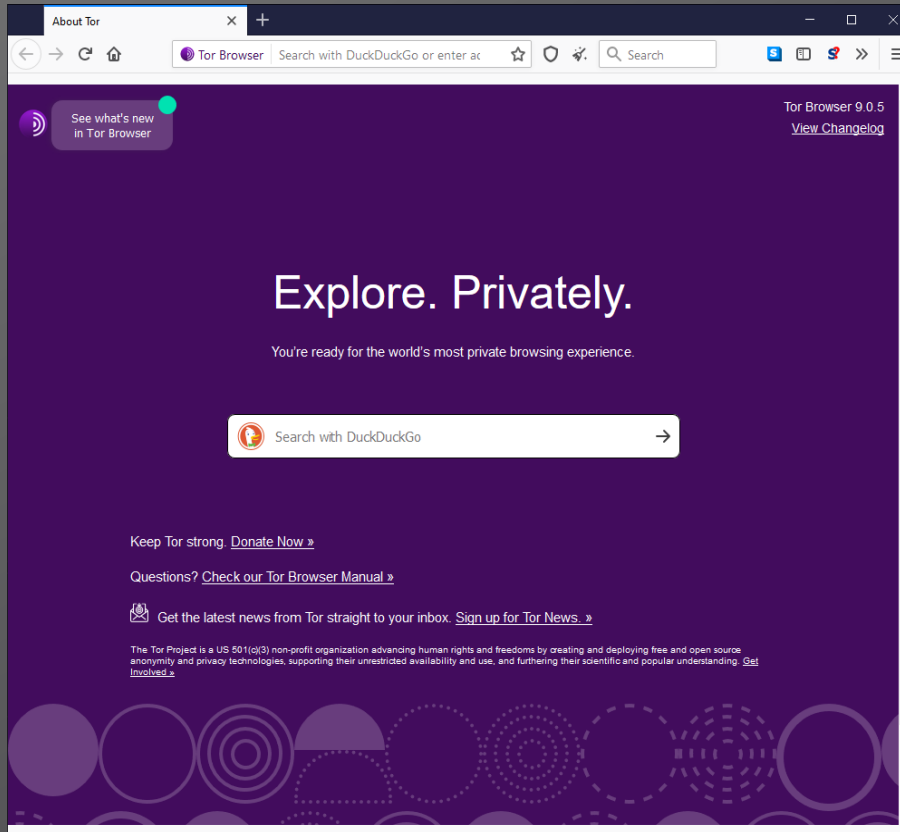 About Tor
Tor Browser Search with DuckDuckGo or enter ac
Search
See what's new
in Tor Browser
Tor Browser 9.0.5
View Changelog
Explore. Privately.
You're ready for the world's most private browsing experience.
Search with DuckDuckGo
Keep Tor strong. Donate Now »
Questions? Check our Tor Browser Manual »
Get the latest news from Tor straight to your inbox. Sign up for Tor News. »
The Tor Project is a US 501(c)(3) non-profit organization advancing human rights and freedoms by creating and deploying free and open source
anonymity and privacy technologies, supporting their unrestricted availability and use, and furthering their scientific and popular understanding. Get
Involved »